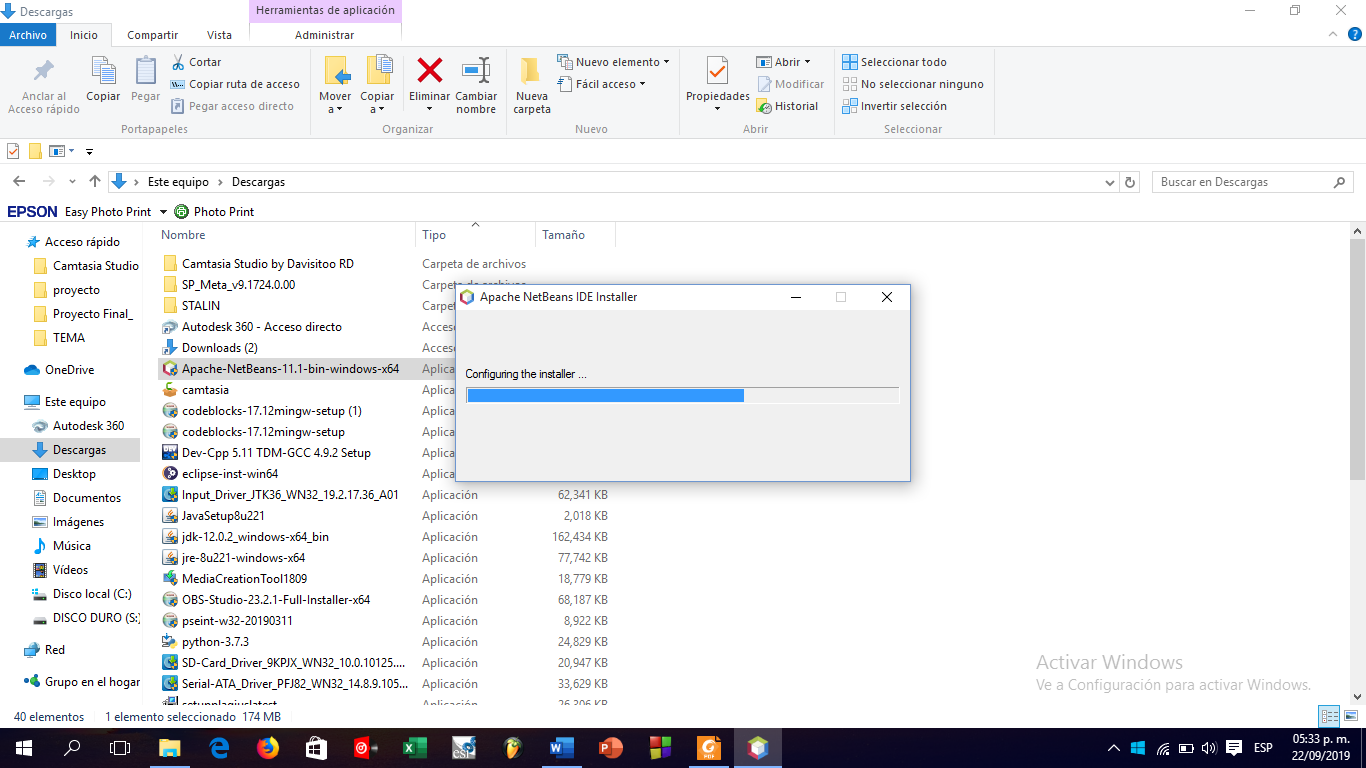 Descargas
Herramientas de aplicación
Archivo Inicio Compartir Vista Administrar
Anclar al Acceso rápido
Copiar
Pegar
Cortar
Copiar ruta de acceso
Pegar acceso directo
Portapapeles
Mover a
Copiar a
Eliminar
Cambiar nombre
Organizar
Nueva carpeta
Nuevo elemento
Fácil acceso
Nuevo
Propiedades
Abrir
Modificar
Historial
Abrir
Seleccionar todo
No seleccionar ninguno
Invertir selección
Seleccionar
Este equipo > Descargas
Buscar en Descargas
EPSON Easy Photo Print Photo Print
Acceso rápido
Camtasia Studio
proyecto
Proyecto Final_
TEMA
OneDrive
Este equipo
Autodesk 360
Descargas
Desktop
Documentos
Imágenes
Música
Vídeos
Disco local (C:)
DISCO DURO (S:)
Red
Grupo en el hogar
Nombre Tipo Tamaño
Camtasia Studio by Davisitoo RD Carpeta de archivos
SP_Meta_v9.1724.0.00 Carpeta de archivos
STALIN Carpet
Autodesk 360 - Acceso directo Acceso
Downloads (2) Acceso
Apache-NetBeans-11.1-bin-windows-x64 Aplica
camtasia Aplica
codeblocks-17.12mingw-setup (1) Aplica
codeblocks-17.12mingw-setup Aplica
Dev-Cpp 5.11 TDM-GCC 4.9.2 Setup Aplica
eclipse-inst-win64 Aplica
Input_Driver_JTK36_WN32_19.2.17.36_A01 Aplicación 62,341 KB
JavaSetup8u221 Aplicación 2,018 KB
jdk-12.0.2_windows-x64_bin Aplicación 162,434 KB
jre-8u221-windows-x64 Aplicación 77,742 KB
MediaCreationTool1809 Aplicación 18,779 KB
OBS-Studio-23.2.1-Full-Installer-x64 Aplicación 68,187 KB
pseint-w32-20190311 Aplicación 8,922 KB
python-3.7.3 Aplicación 24,829 KB
SD-Card_Driver_9KPJX_WN32_10.0.10125.... Aplicación 20,947 KB
Serial-ATA_Driver_PFJ82_WN32_14.8.9.105... Aplicación 33,629 KB
Aplicación 26,306 KB
Apache NetBeans IDE Installer
Configuring the installer ...
Activar Windows
Ve a Configuración para activar Windows.
40 elementos 1 elemento seleccionado 174 MB
ESP
05:33 p. m.
22/09/2019